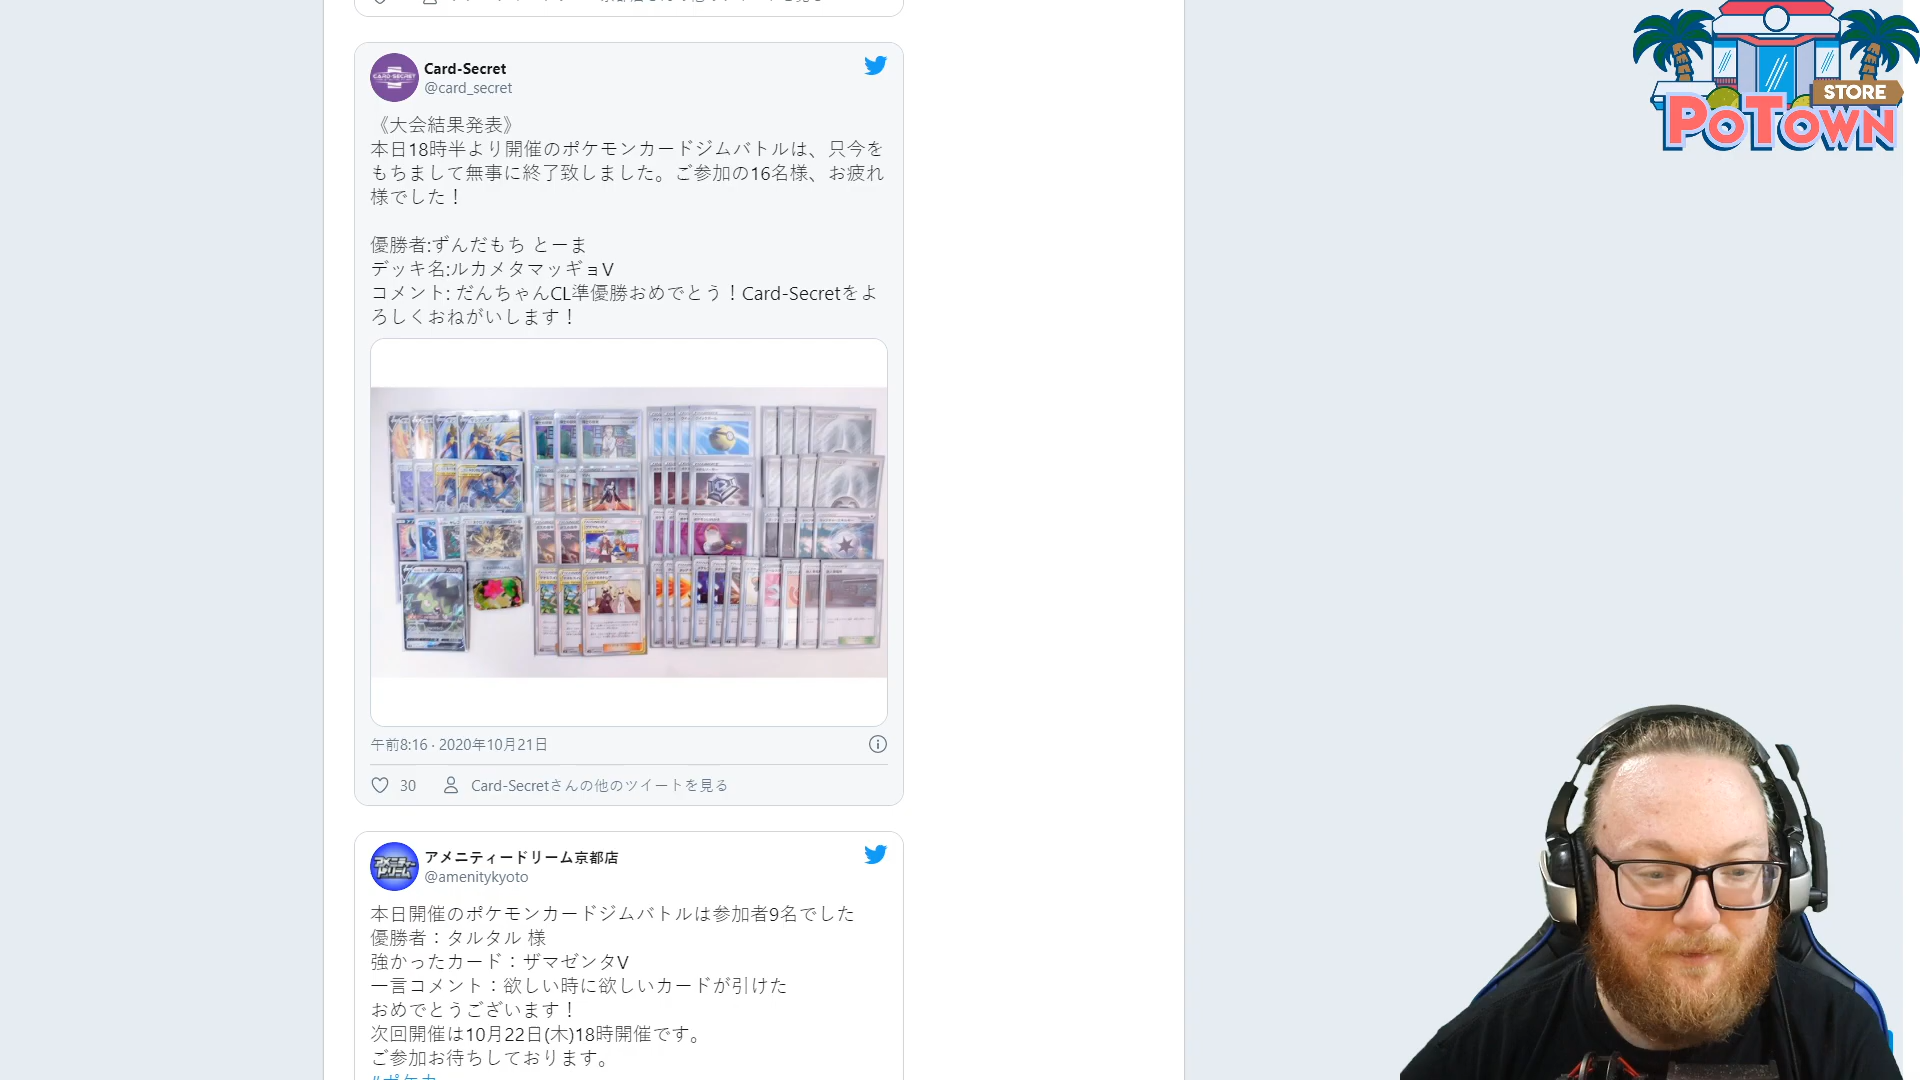 STORE
PoTown
Card-Secret
@card_secret
《大会結果発表》
本日18時半より開催のポケモンカードジムバトルは、只今を
もちまして無事に終了致しました。ご参加の16名様、お疲れ
様でした！
優勝者:ずんだもち とーま
デッキ名:ルカメタマッギョV
コメント: だんちゃんCL準優勝おめでとう！Card-Secretをよ
ろしくおねがいします！
午前8:16 · 2020年10月21日
30
Card-Secretさんの他のツイートを見る
アメニティードリーム京都店
@amenitykyoto
本日開催のポケモンカードジムバトルは参加者9名でした
優勝者：タルタル 様
強かったカード：ザマゼンタV
一言コメント：欲しい時に欲しいカードが引けた
おめでとうございます！
次回開催は10月22日(木)18時開催です。
ご参加お待ちしております。
#ポケカ